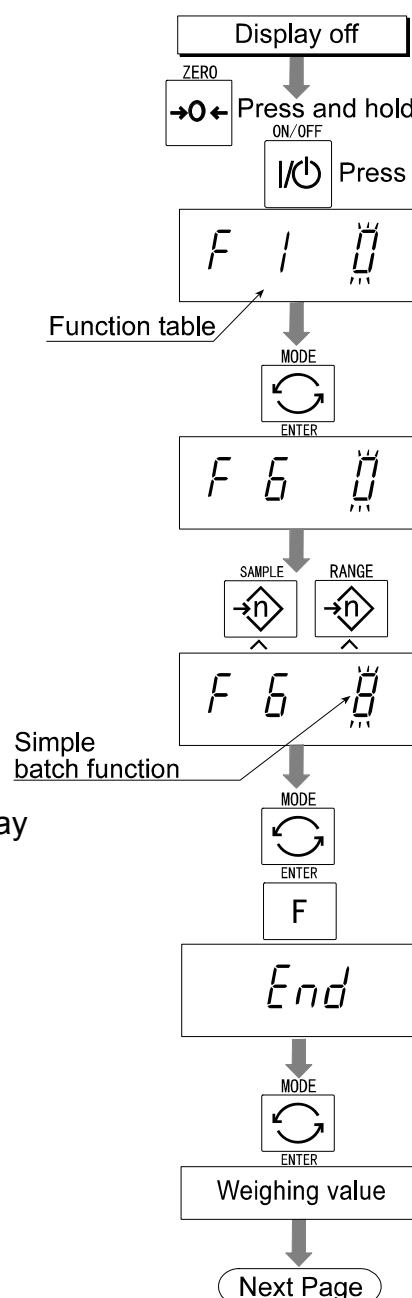 Display off
ZERO
→0← Press and hold
ON/OFF
I/⏻ Press
F 1 0
Function table
MODE
ENTER
F 6 0
SAMPLE RANGE
→n →n
F 6 8
Simple
batch function
MODE
ay
ENTER
F
End
MODE
ENTER
Weighing value
Next Page